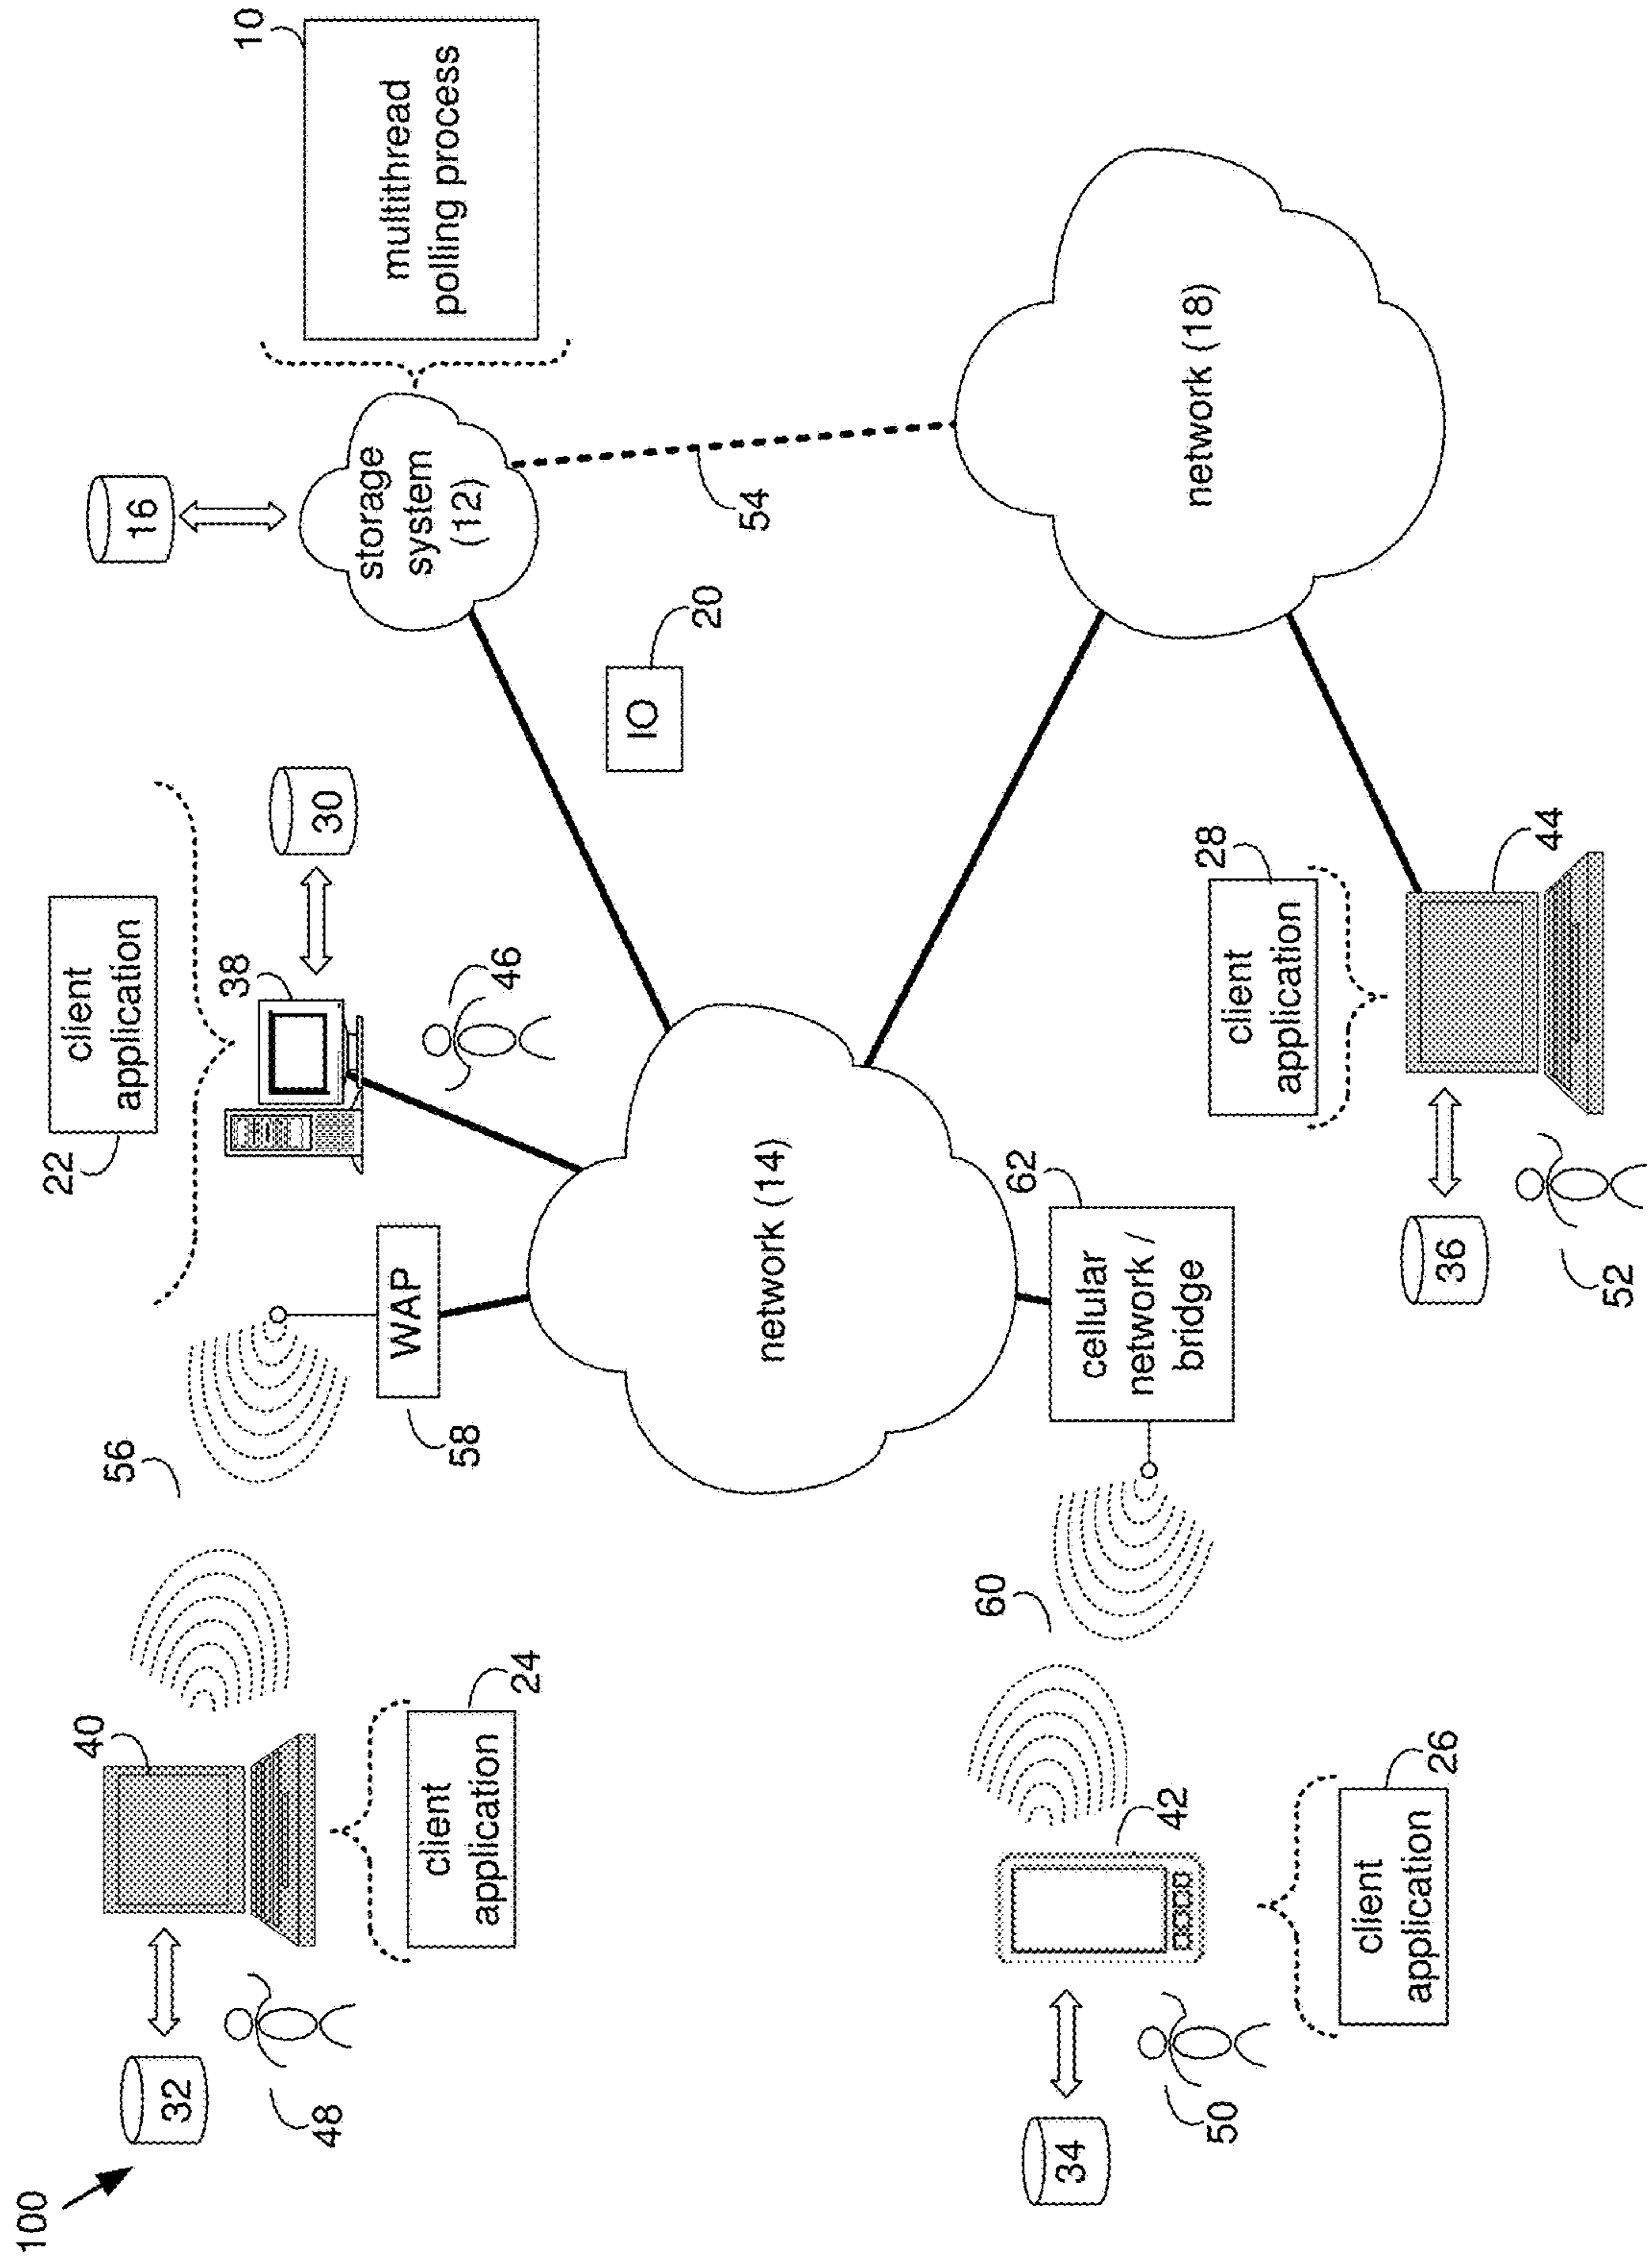 100
32
48
40
24
client
application
56
58
WAP
22
client
application
38
30
46
16
storage
system
(12)
10
multithread
polling process
IO
20
54
network (14)
network (18)
34
50
42
26
client
application
60
62
cellular
network /
bridge
28
client
application
44
36
52